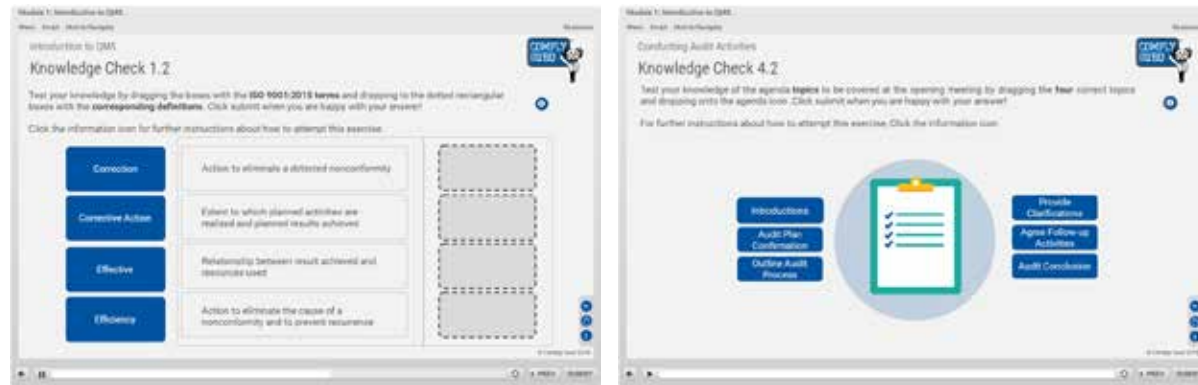 Module 1: Introduction to QMS
Introduction to QMS
Knowledge Check 1.2
COMPLY
Test your knowledge by dragging the boxes with the ISO 9001:2015 terms and dropping to the dotted rectangular
boxes with the corresponding definitions. Click submit when you are happy with your answer!
Click the information icon for further instructions about how to attempt this exercise.
Correction
Action to eliminate a detected nonconformity
Corrective Action
Extent to which planned activities are
realized and planned results achieved
Effective
Relationship between result achieved and
resources used
Efficiency
Action to eliminate the cause of a
nonconformity and to prevent recurrence
PREV
Module 1: Introduction to QMS
Conducting Audit Activities
Knowledge Check 4.2
COMPLY
Test your knowledge of the agenda topics to be covered at the opening meeting by dragging the four correct topics
and dropping onto the agenda icon. Click submit when you are happy with your answer!
For further instructions about how to attempt this exercise, Click the information icon
Introductions
Audit Plan
Confirmation
Outline Audit
Process
Provide
Clarifications
Agree Follow-up
Activities
Audit Conclusion
PREV